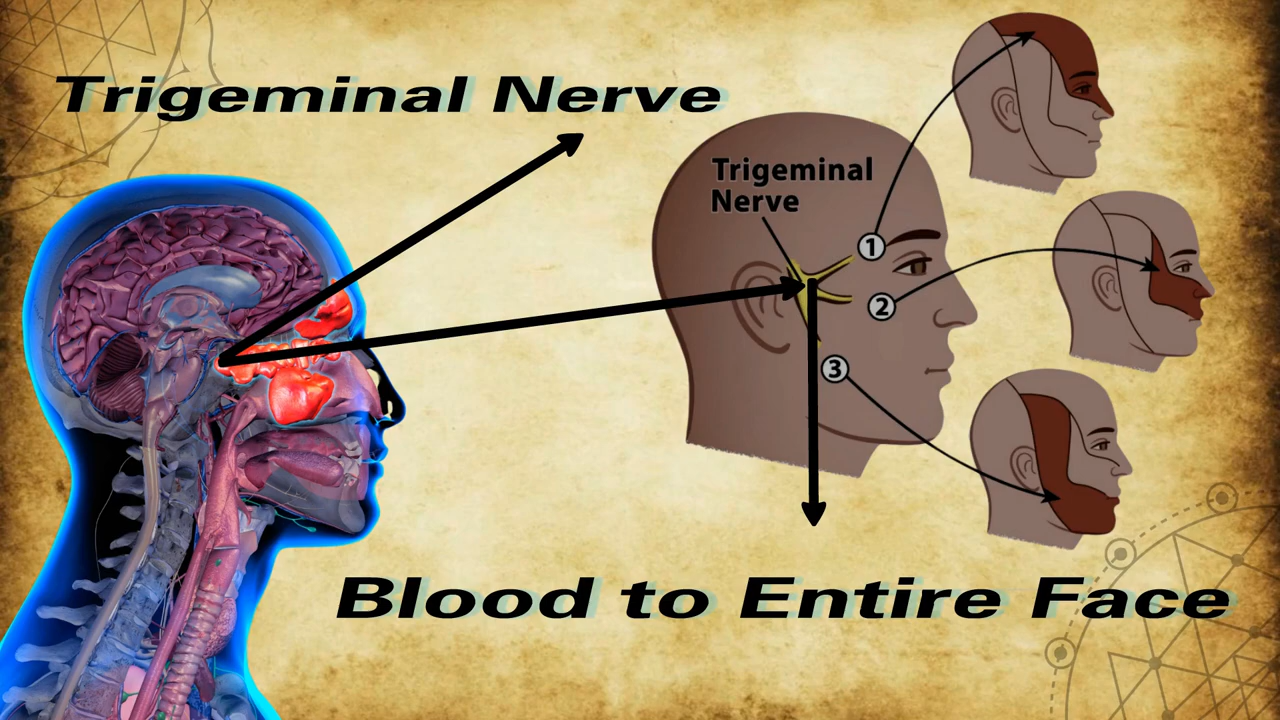 Trigeminal Nerve
Trigeminal
Nerve
1
2
3
Blood to Entire Face